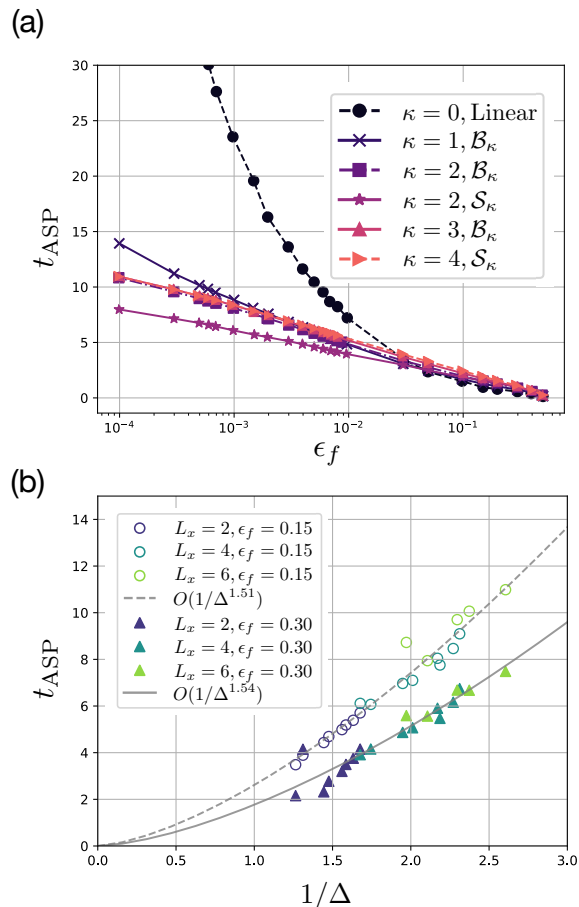 (a)
30
25
20
15
10
5
0
t_ASP
κ = 0, Linear
κ = 1, ℬ_κ
κ = 2, ℬ_κ
κ = 2, 𝒮_κ
κ = 3, ℬ_κ
κ = 4, 𝒮_κ
10⁻⁴ 10⁻³ 10⁻² 10⁻¹
ϵ_f
(b)
14
12
10
8
6
4
2
0
t_ASP
L_x = 2, ϵ_f = 0.15
L_x = 4, ϵ_f = 0.15
L_x = 6, ϵ_f = 0.15
O(1/Δ^1.51)
L_x = 2, ϵ_f = 0.30
L_x = 4, ϵ_f = 0.30
L_x = 6, ϵ_f = 0.30
O(1/Δ^1.54)
0.0 0.5 1.0 1.5 2.0 2.5 3.0
1/Δ